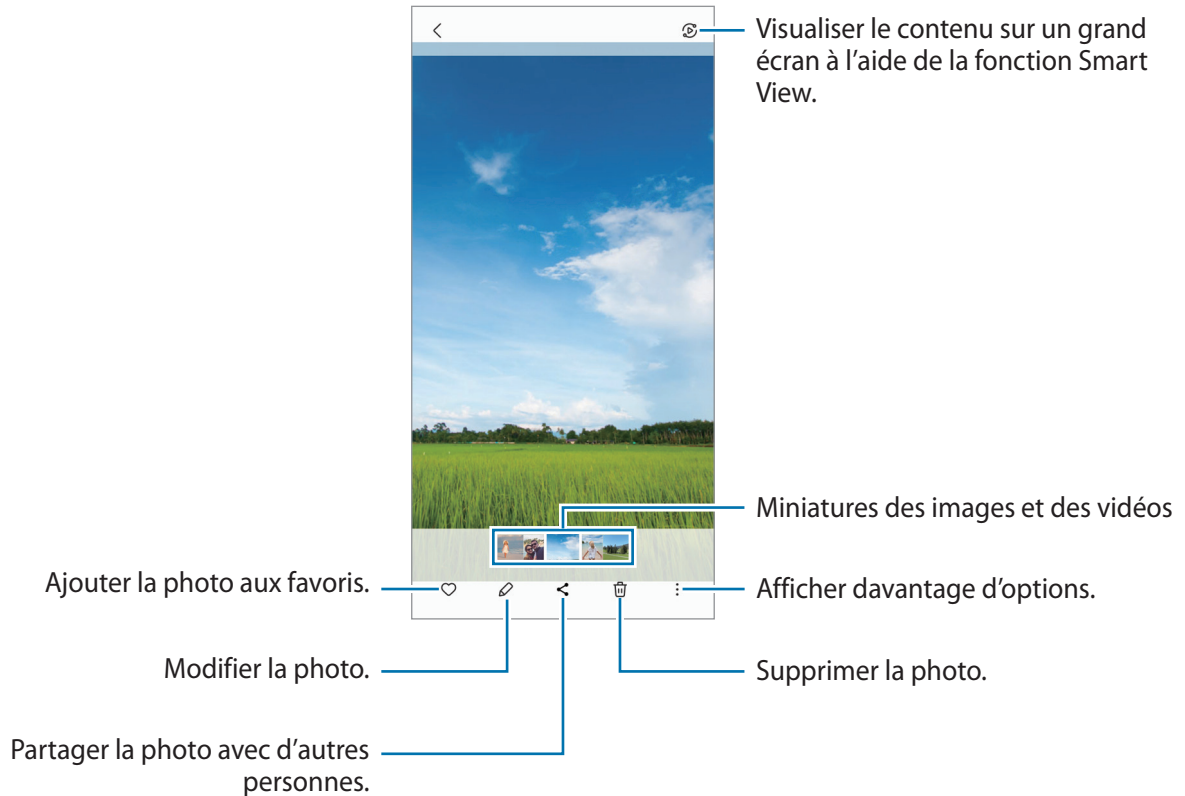 Visualiser le contenu sur un grand
écran à l’aide de la fonction Smart
View.
Miniatures des images et des vidéos
Ajouter la photo aux favoris.
Afficher davantage d’options.
Modifier la photo.
Supprimer la photo.
Partager la photo avec d’autres
personnes.